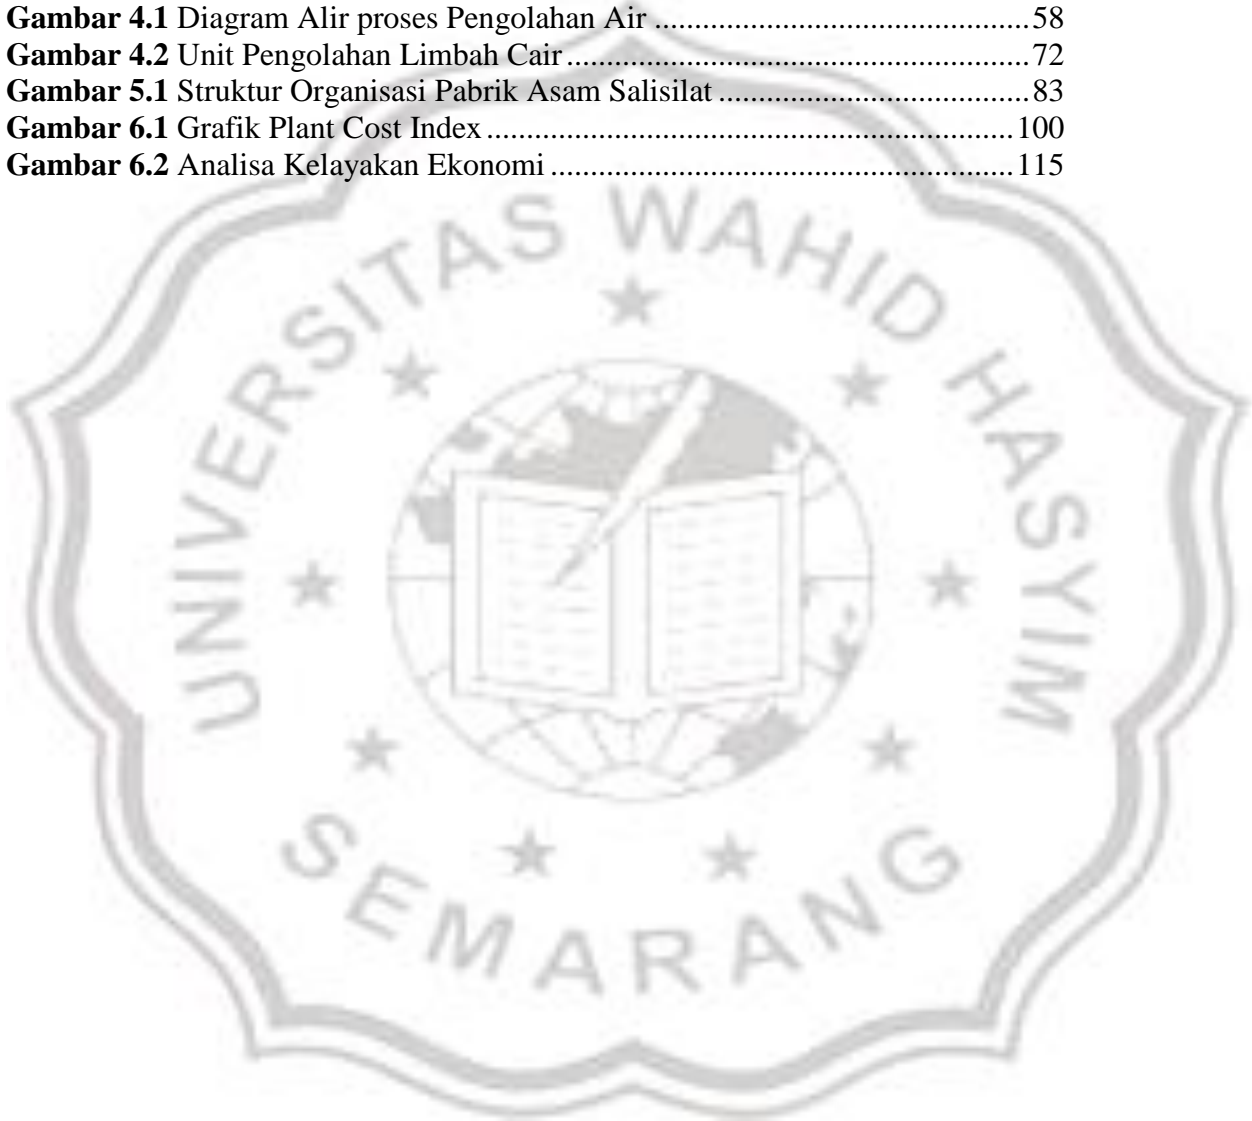 Gambar 4.1 Diagram Alir proses Pengolahan Air ............................................... 58
Gambar 4.2 Unit Pengolahan Limbah Cair .......................................................... 72
Gambar 5.1 Struktur Organisasi Pabrik Asam Salisilat ....................................... 83
Gambar 6.1 Grafik Plant Cost Index .................................................................. 100
Gambar 6.2 Analisa Kelayakan Ekonomi .......................................................... 115
UNIVERSITAS WAHID HASYIM
SEMARANG